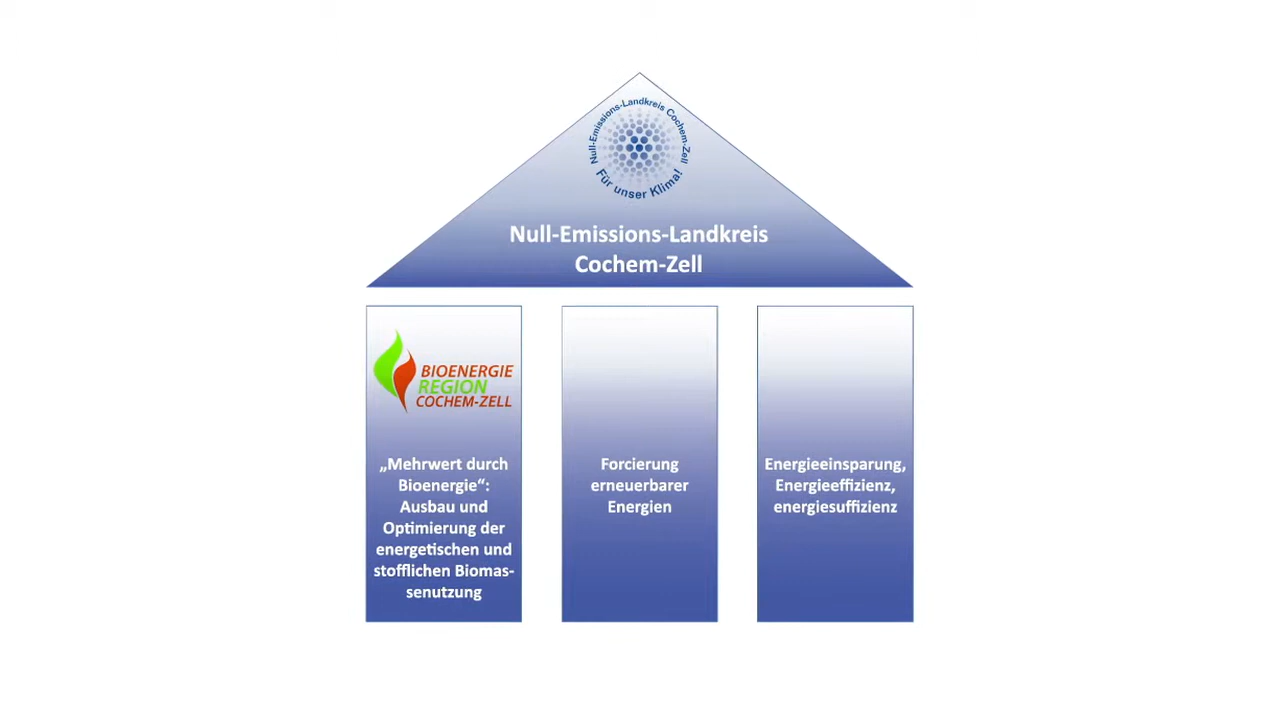 Null-Emissions-Landkreis Cochem-Zell
Für unser Klima!
Null-Emissions-Landkreis
Cochem-Zell
BIOENERGIE
REGION
COCHEM-ZELL
„Mehrwert durch
Bioenergie“:
Ausbau und
Optimierung der
energetischen und
stofflichen Biomas-
senutzung
Forcierung
erneuerbarer
Energien
Energieeinsparung,
Energieeffizienz,
energiesuffizienz